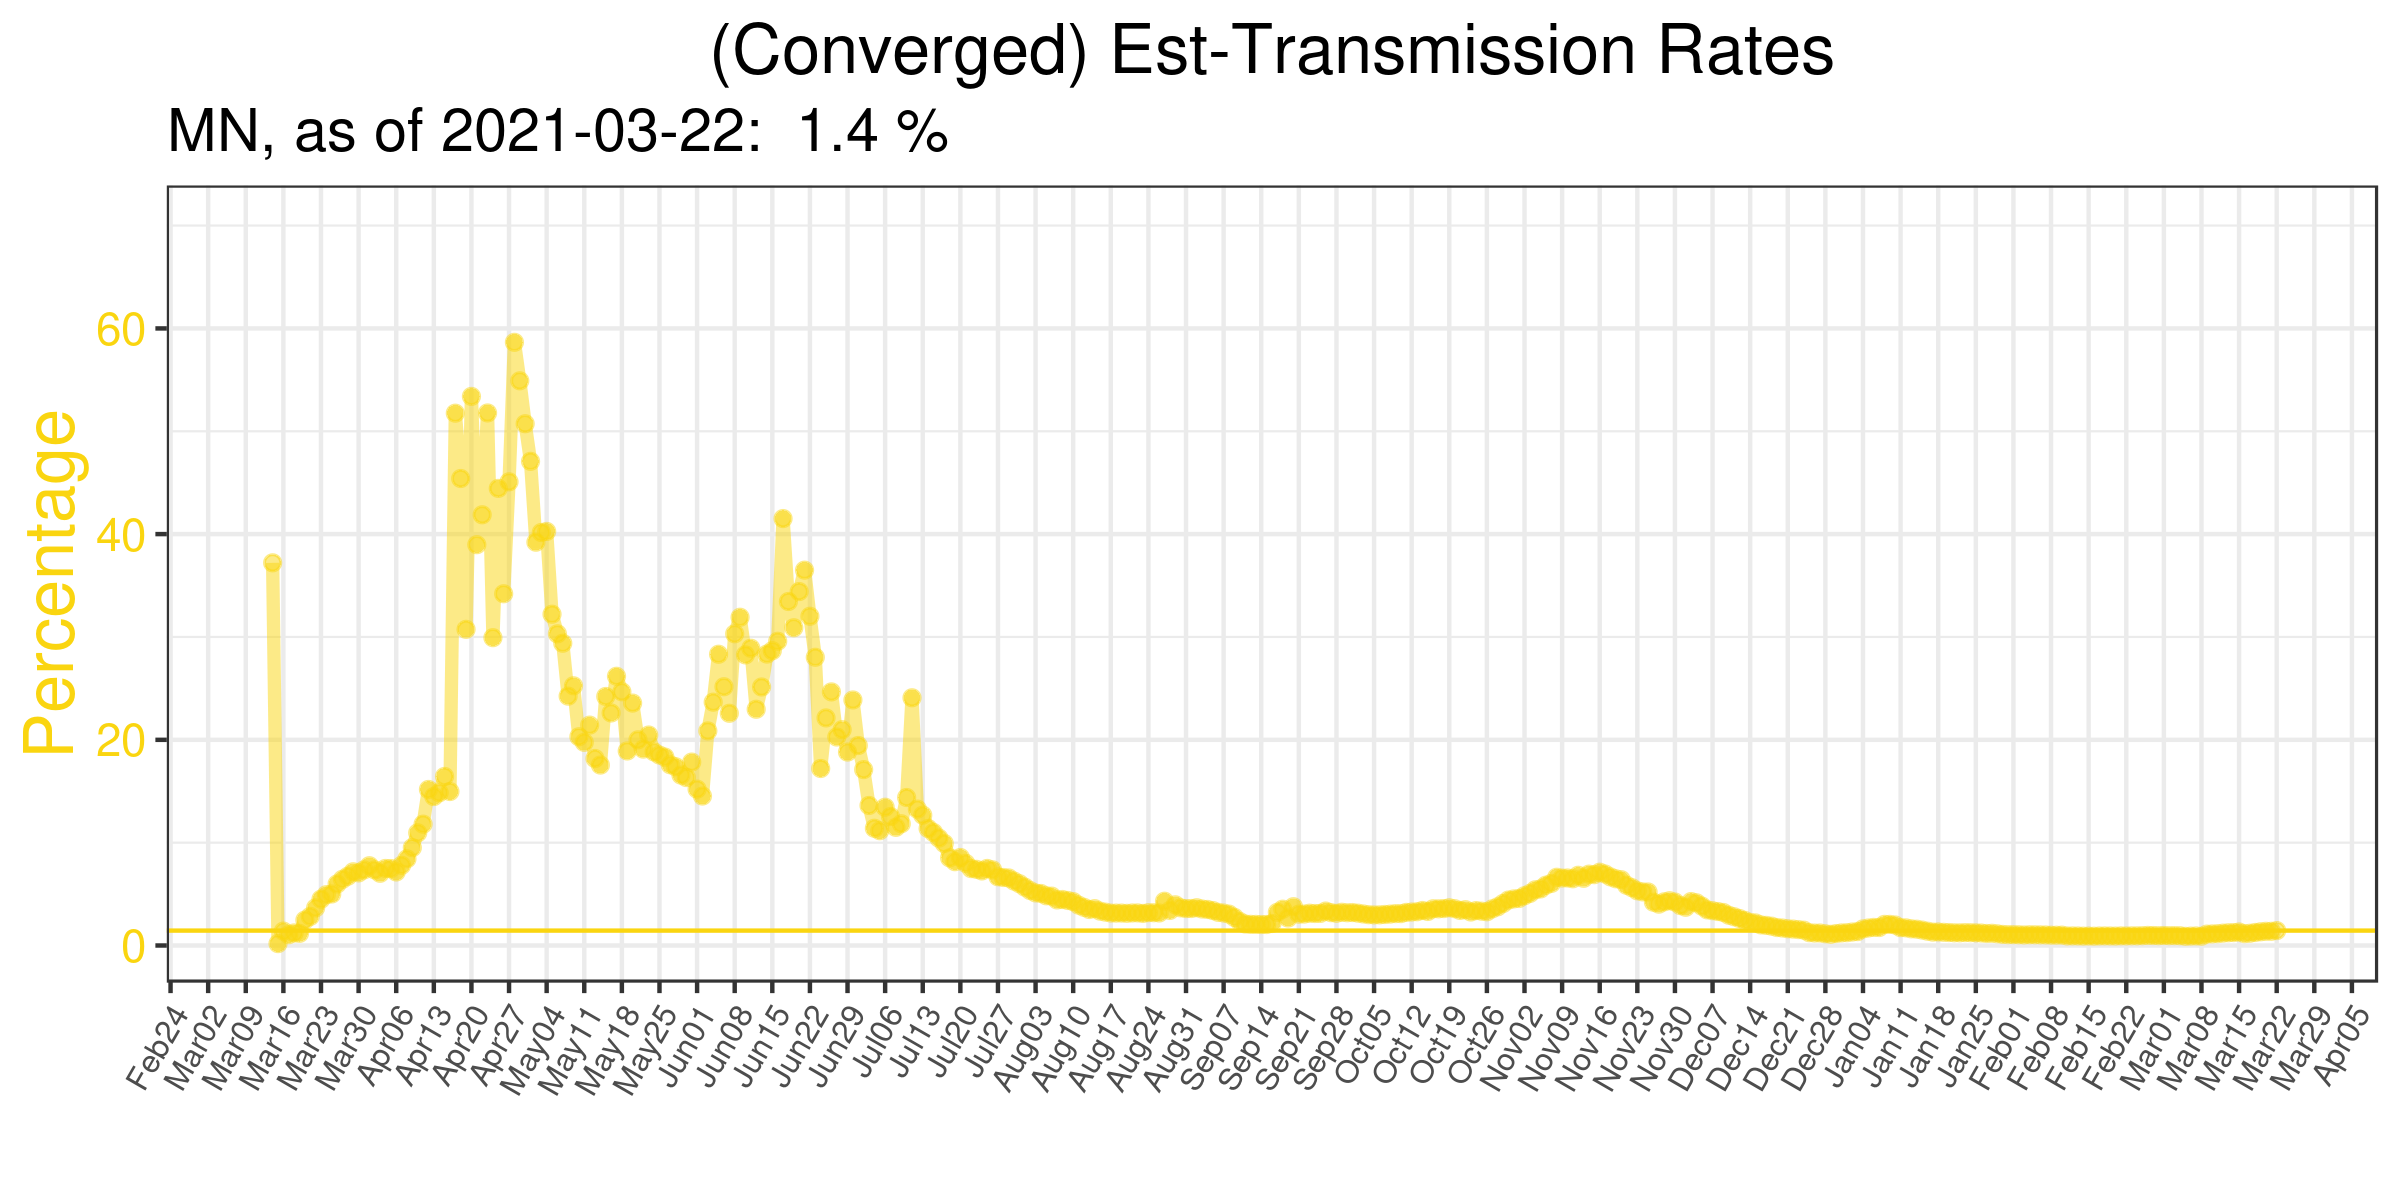 (Converged) Est-Transmission Rates
MN, as of 2021-03-22:  1.4 %
Percentage
60
40
20
0
Feb24
Mar02
Mar09
Mar16
Mar23
Mar30
Apr06
Apr13
Apr20
Apr27
May04
May11
May18
May25
Jun01
Jun08
Jun15
Jun22
Jun29
Jul06
Jul13
Jul20
Jul27
Aug03
Aug10
Aug17
Aug24
Aug31
Sep07
Sep14
Sep21
Sep28
Oct05
Oct12
Oct19
Oct26
Nov02
Nov09
Nov16
Nov23
Nov30
Dec07
Dec14
Dec21
Dec28
Jan04
Jan11
Jan18
Jan25
Feb01
Feb08
Feb15
Feb22
Mar01
Mar08
Mar15
Mar22
Mar29
Apr05